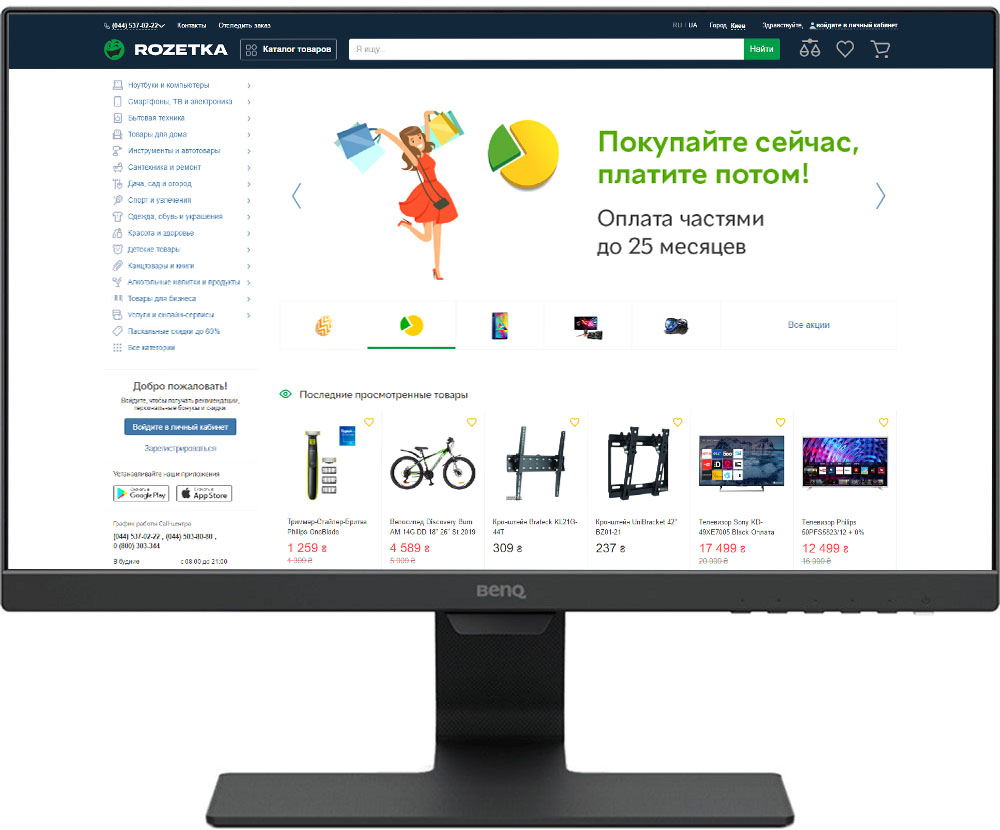 (044) 537-02-22
Контакты
Отследить заказ
RU | UA
Город Киев
Здравствуйте, войдите в личный кабинет
ROZETKA
Каталог товаров
Я ищу...
Найти
Ноутбуки и компьютеры
Смартфоны, ТВ и электроника
Бытовая техника
Товары для дома
Инструменты и автотовары
Сантехника и ремонт
Дача, сад и огород
Спорт и увлечения
Одежда, обувь и украшения
Красота и здоровье
Детские товары
Канцтовары и книги
Алкогольные напитки и продукты
Товары для бизнеса
Услуги и онлайн-сервисы
Пасхальные скидки до 60%
Все категории
Покупайте сейчас,
платите потом!
Оплата частями
до 25 месяцев
Все акции
Добро пожаловать!
Войдите, чтобы получать рекомендации,
персональные бонусы и скидки
Войдите в личный кабинет
Зарегистрироваться
Устанавливайте наши приложения
Google Play
App Store
График работы Call-центра
(044) 537-02-22 , (044) 503-80-80 ,
0 (800) 303-344
В будние
с 08:00 до 21:00
Последние просмотренные товары
Триммер-Стайлер-Бритва
Philips OneBlade
1 259 ₴
1 399 ₴
Велосипед Discovery Burn
AM 14G DD 18" 26" St 2019
4 589 ₴
5 009 ₴
Кронштейн Brateck KL21G-
44T
309 ₴
Кронштейн UniBracket 42"
BZ01-21
237 ₴
Телевизор Sony KD-
49XE7005 Black Оплата
17 499 ₴
20 999 ₴
Телевизор Philips
50PFS5823/12 + 0%
12 499 ₴
16 999 ₴
BenQ